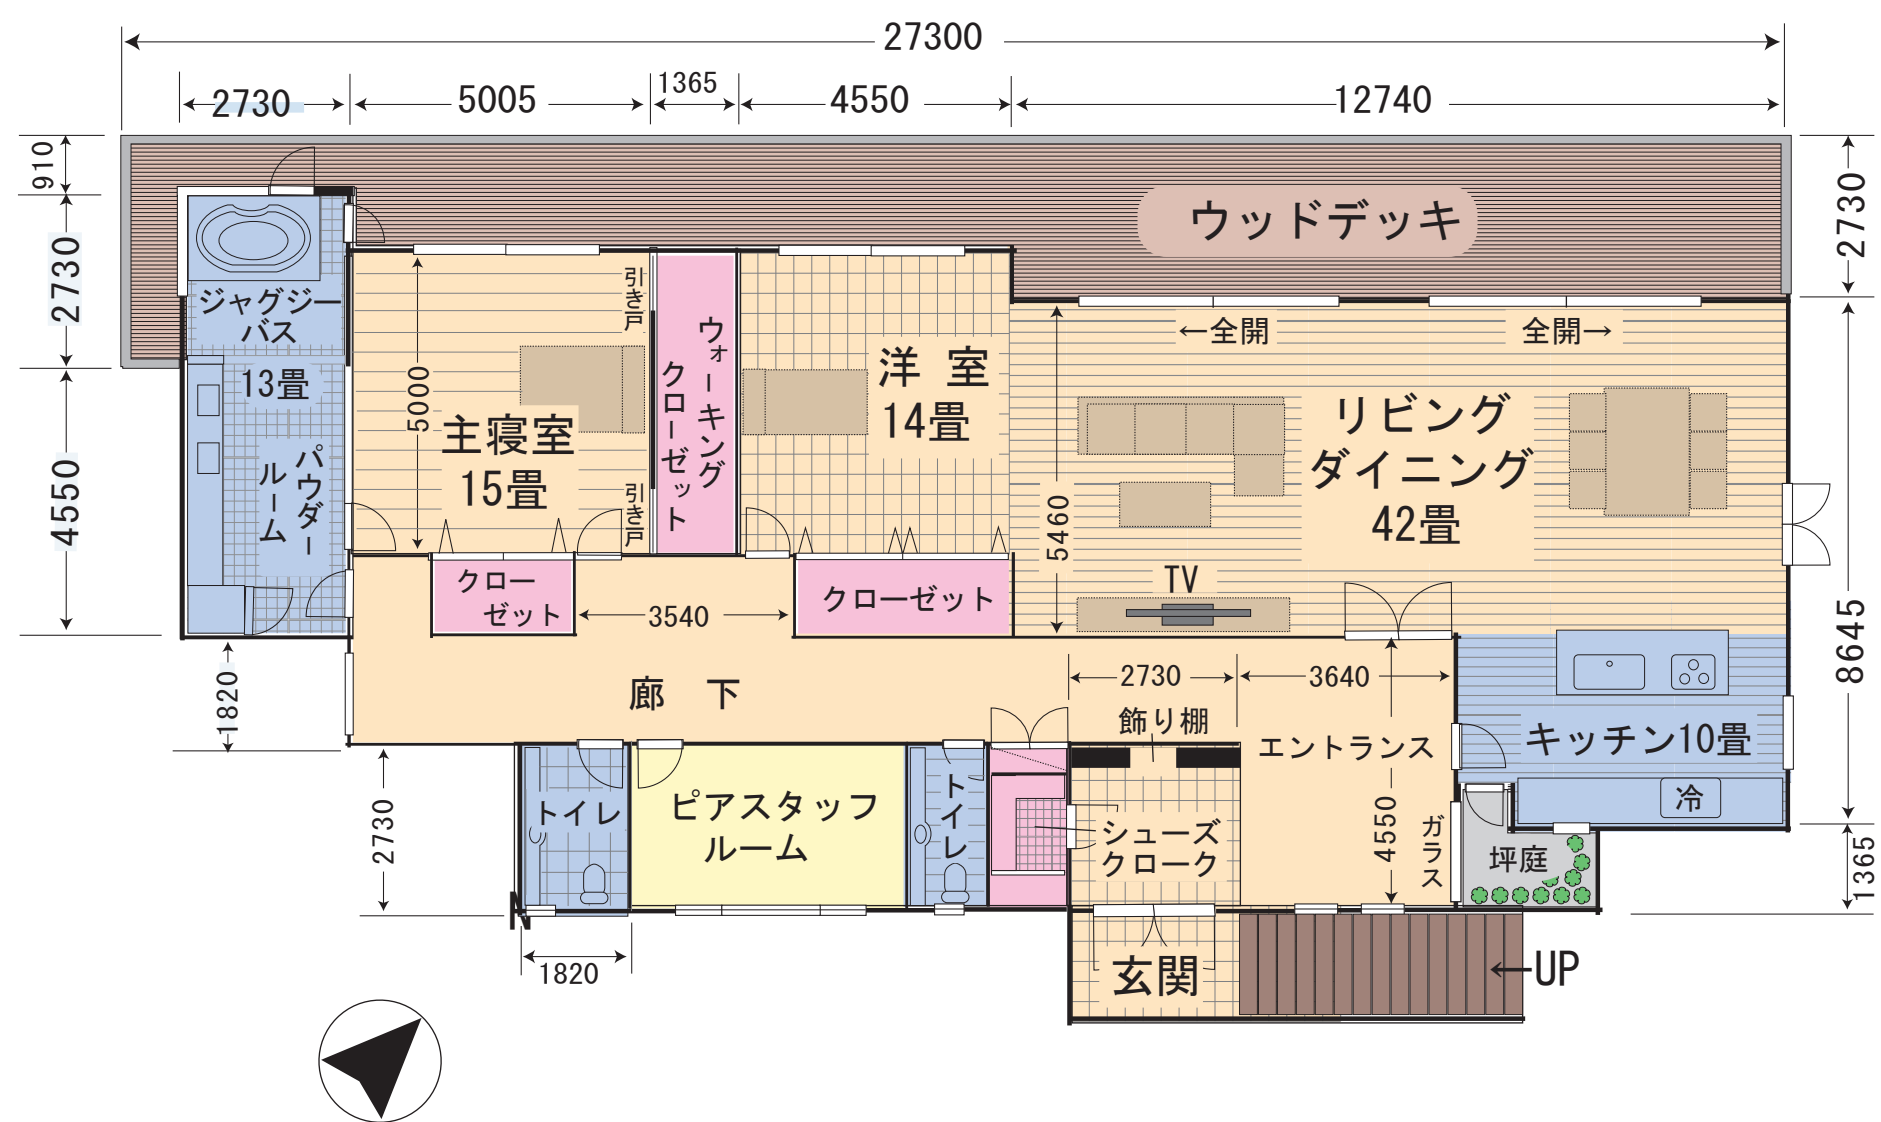 27300
2730
5005
1365
4550
12740
910
2730
4550
1820
2730
2730
8645
1365
ウッドデッキ
ジャグジー
バス
13畳
パウダー
ルーム
5000
主寝室
15畳
引き戸
引き戸
ウォーキング
クローゼット
洋 室
14畳
←全開
全開→
リビング
ダイニング
42畳
5460
TV
クロー
ゼット
3540
クローゼット
廊 下
2730
3640
飾り棚
エントランス
4550
ガラス
キッチン10畳
冷
坪庭
トイレ
ピアスタッフ
ルーム
トイレ
シューズ
クローク
玄関
←UP
1820
N